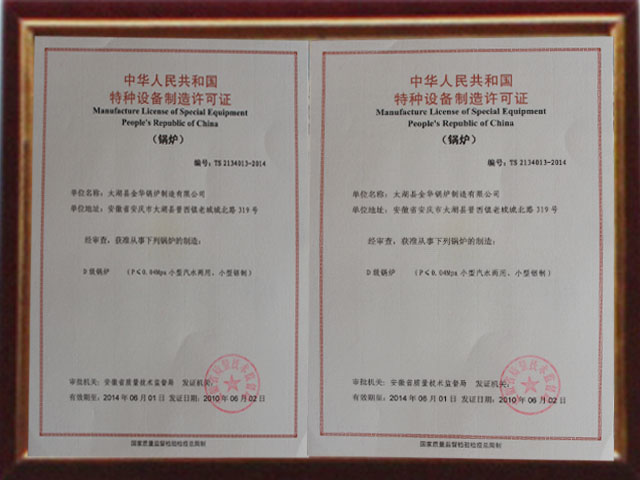 中华人民共和国
特种设备制造许可证
Manufacture License of Special Equipment
People's Republic of China
（锅炉）
编号：TS 2134013-2014
单位名称：太湖县金华锅炉制造有限公司
单位地址：安徽省安庆市太湖县晋西镇老城城北路 319 号
经审查，获准从事下列锅炉的制造：
D 级锅炉 （P≤0.04Mpa 小型汽水两用、小型铝制）
审批机关：安徽省质量技术监督局 发证机关：
有效期至：2014 年 06 月 01 日 发证日期：2010 年 06 月 02 日
国家质量监督检验检疫总局制
中华人民共和国
特种设备制造许可证
Manufacture License of Special Equipment
People's Republic of China
（锅炉）
编号：TS 2134013-2014
单位名称：太湖县金华锅炉制造有限公司
单位地址：安徽省安庆市太湖县晋西镇老城城北路 319 号
经审查，获准从事下列锅炉的制造：
D 级锅炉 （P≤0.04Mpa 小型汽水两用、小型铝制）
审批机关：安徽省质量技术监督局 发证机关：
有效期至：2014 年 06 月 01 日 发证日期：2010 年 06 月 02 日
国家质量监督检验检疫总局制